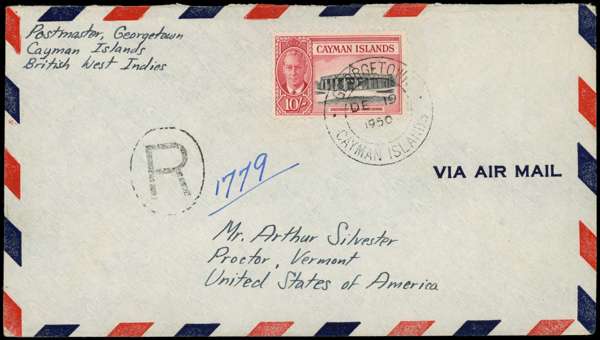 Postmaster, Georgetown
Cayman Islands
British West Indies
CAYMAN ISLANDS
10/-
GEORGETOWN
DE 19
1950
CAYMAN ISLANDS
R
1779
VIA AIR MAIL
Mr. Arthur Silvester
Proctor, Vermont
United States of America